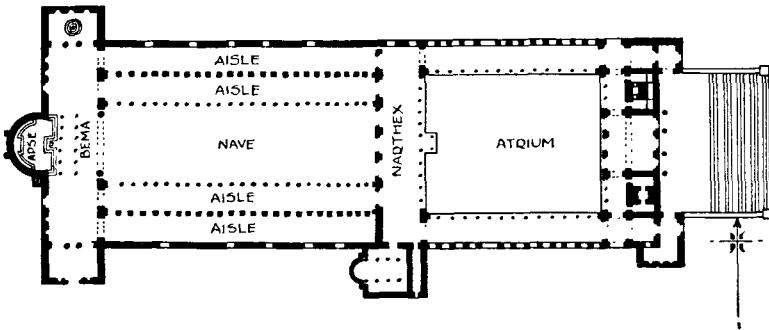 AISLE
AISLE
APSE
BEMA
NAVE
NARTHEX
ATRIUM
AISLE
AISLE